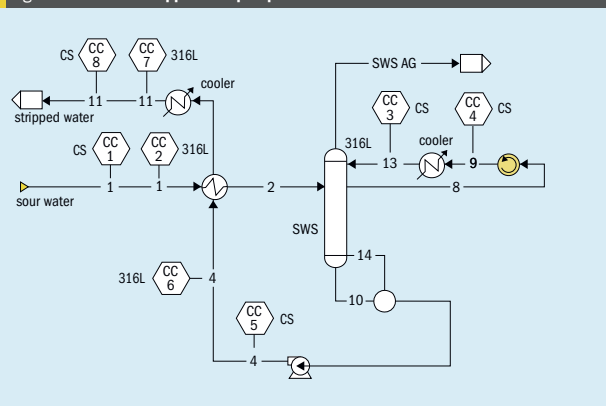 CS
CC
8
CC
7
316L
cooler
SWS AG
11
11
stripped water
CC
3
CS
CC
4
CS
CS
CC
1
CC
2
316L
316L
cooler
13
9
sour water
1
1
2
8
SWS
14
316L
CC
6
4
10
CC
5
CS
4